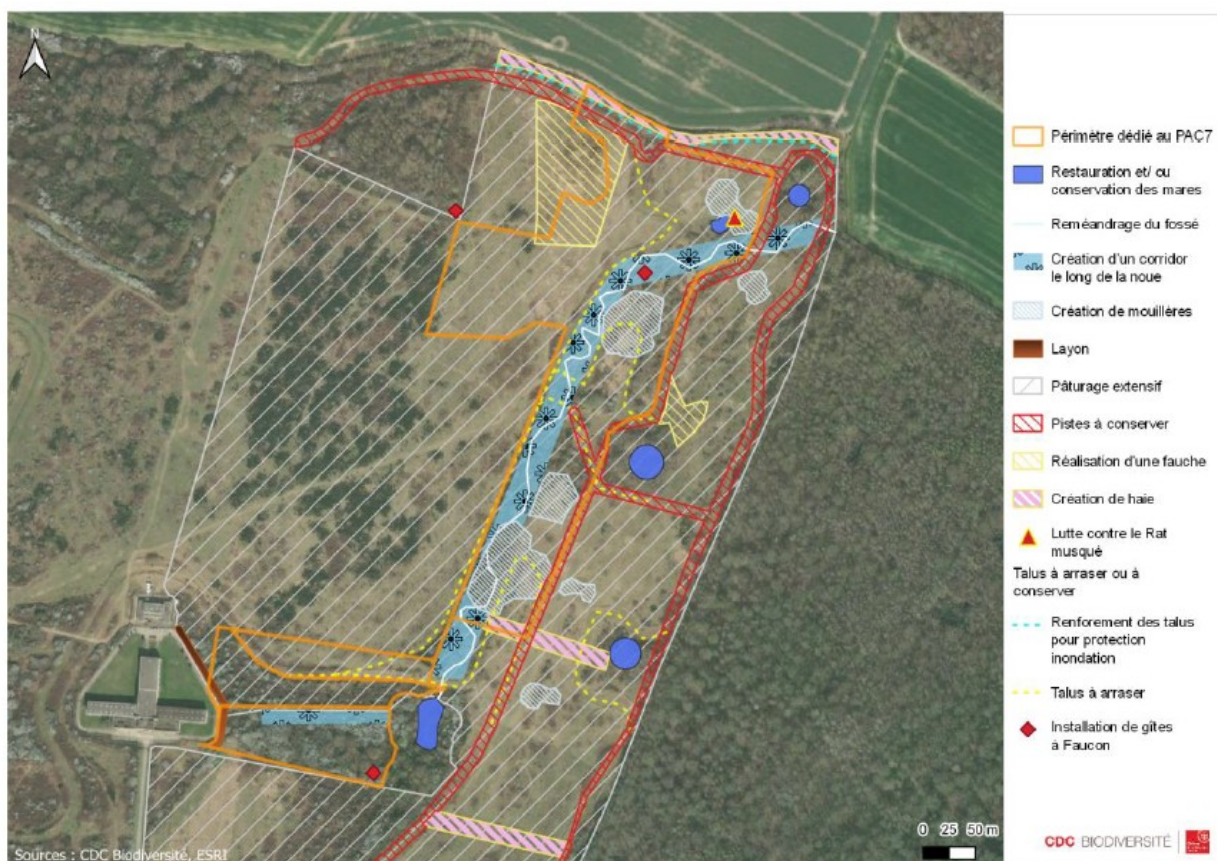 N
Périmètre dédié au PAC7
Restauration et/ ou
conservation des mares
Reméandrage du fossé
Création d'un corridor
le long de la noue
Création de mouillères
Layon
Pâturage extensif
Pistes à conserver
Réalisation d'une fauche
Création de haie
Lutte contre le Rat
musqué
Talus à arraser ou à
conserver
Renforement des talus
pour protection
inondation
Talus à arraser
Installation de gîtes
à Faucon
0 25 50 m
Sources : CDC Biodiversité, ESRI
CDC BIODIVERSITÉ